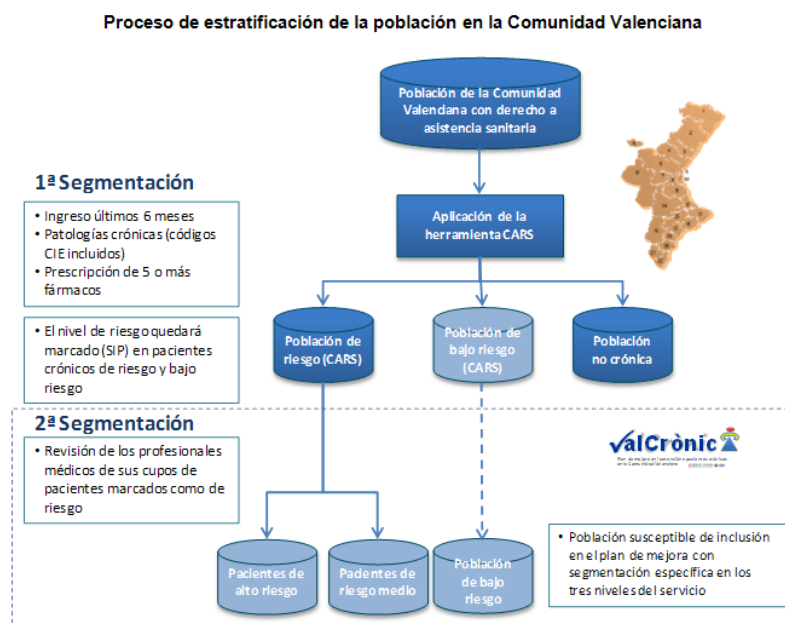 Proceso de estratificación de la población en la Comunidad Valenciana
Población de la Comunidad
Valendana con derecho a
asistencia sanitaria
1ª Segmentación
• Ingreso últimos 6 meses
• Patologías crónicas (códigos
CIE incluidos)
• Prescripción de 5 o más
fármacos
Aplicación de la
herramienta CARS
• El nivel de riesgo quedará
marcado (SIP) en pacientes
crónicos de riesgo y bajo
riesgo
Población de
riesgo (CARS)
Población de
bajo riesgo
(CARS)
Población
no crónica
2ª Segmentación
• Revisión de los profesionales
médicos de sus cupos de
pacientes marcados como de
riesgo
ValCrònic
en la Comunidad Valenciana
Pacientes de
alto riesgo
Padentes de
riesgo medio
Población
de bajo
riesgo
• Población susceptible de inclusión
en el plan de mejora con
segmentación específica en los
tres niveles del servicio